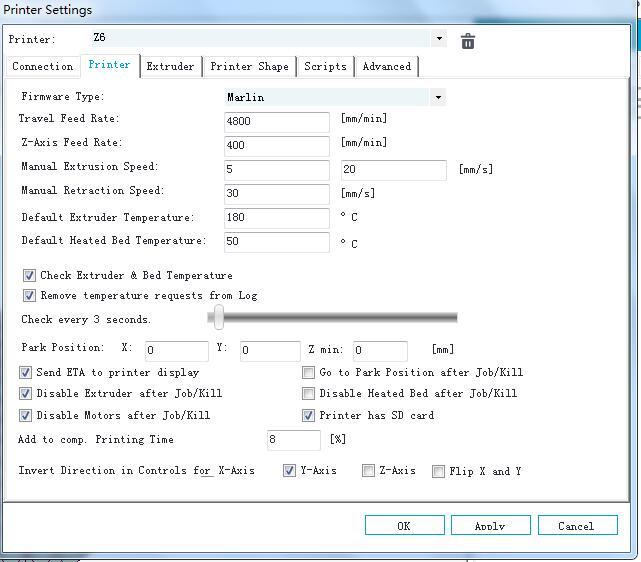 Printer Settings
Printer: Z6
Connection Printer Extruder Printer Shape Scripts Advanced
Firmware Type: Marlin
Travel Feed Rate: 4800 [mm/min]
Z-Axis Feed Rate: 400 [mm/min]
Manual Extrusion Speed: 5 20 [mm/s]
Manual Retraction Speed: 30 [mm/s]
Default Extruder Temperature: 180 ° C
Default Heated Bed Temperature: 50 ° C
Check Extruder & Bed Temperature
Remove temperature requests from Log
Check every 3 seconds.
Park Position: X: 0 Y: 0 Z min: 0 [mm]
Send ETA to printer display Go to Park Position after Job/Kill
Disable Extruder after Job/Kill Disable Heated Bed after Job/Kill
Disable Motors after Job/Kill Printer has SD card
Add to comp. Printing Time 8 [%]
Invert Direction in Controls for X-Axis Y-Axis Z-Axis Flip X and Y
OK Apply Cancel